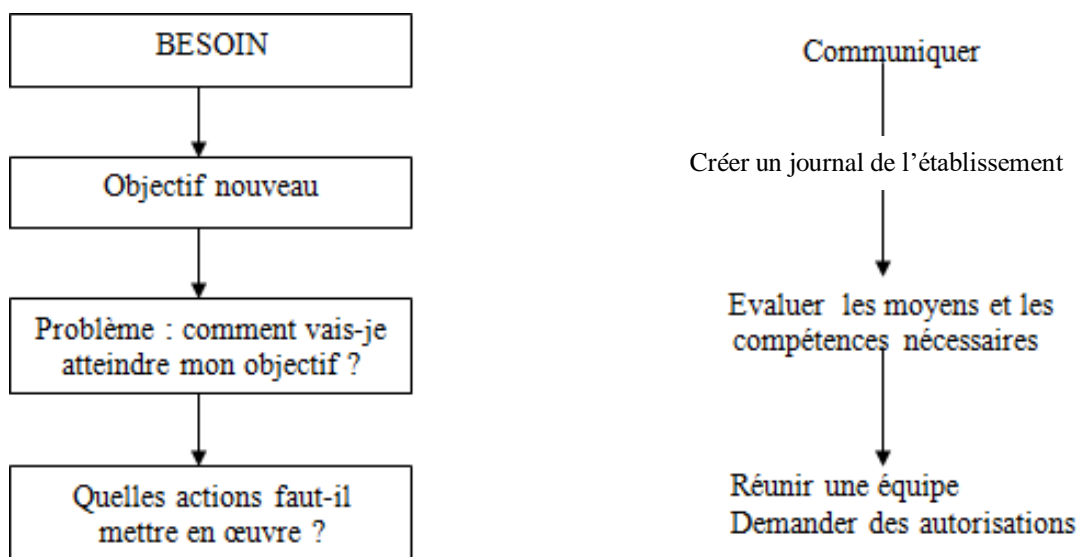 BESOIN
Objectif nouveau
Problème : comment vais-je
atteindre mon objectif ?
Quelles actions faut-il
mettre en œuvre ?
Communiquer
Créer un journal de l’établissement
Evaluer les moyens et les
compétences nécessaires
Réunir une équipe
Demander des autorisations